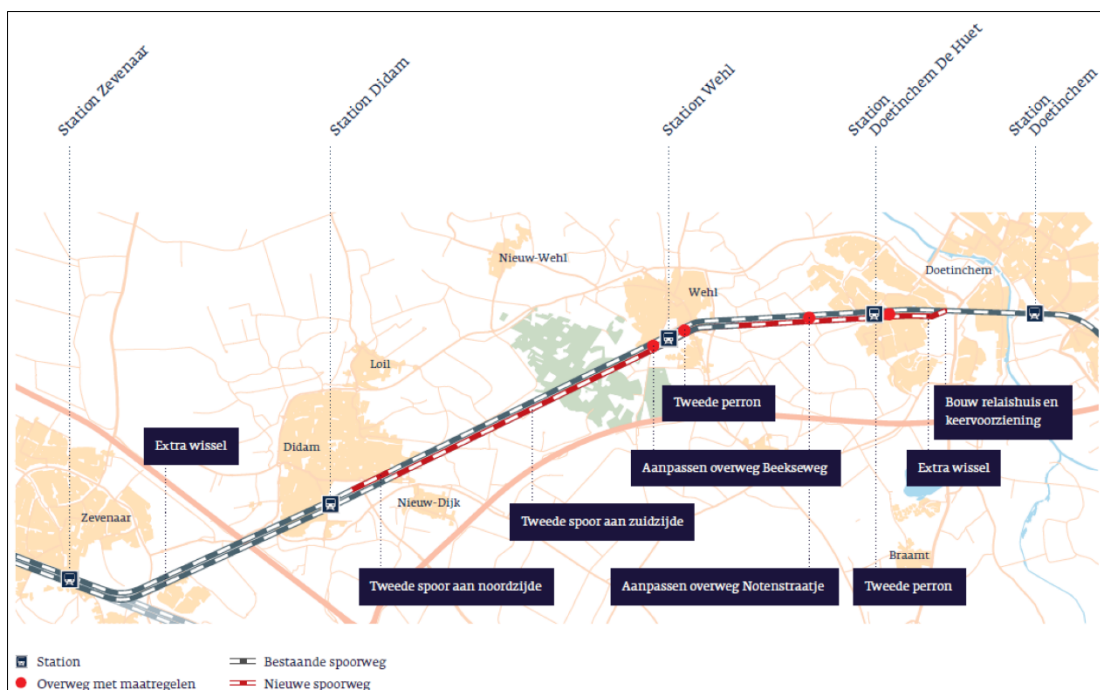 Station Zevenaar
Station Didam
Station Wehl
Station
Doetinchem De Huet
Station
Doetinchem
Nieuw-Wehl
Doetinchem
Wehl
Loil
Tweede perron
Bouw relaishuis en
keervoorziening
Extra wissel
Didam
Aanpassen overweg Beekseweg
Extra wissel
Nieuw-Dijk
Zevenaar
Tweede spoor aan zuidzijde
Braamt
Tweede spoor aan noordzijde
Aanpassen overweg Notenstraatje
Tweede perron
Station
Bestaande spoorweg
Overweg met maatregelen
Nieuwe spoorweg